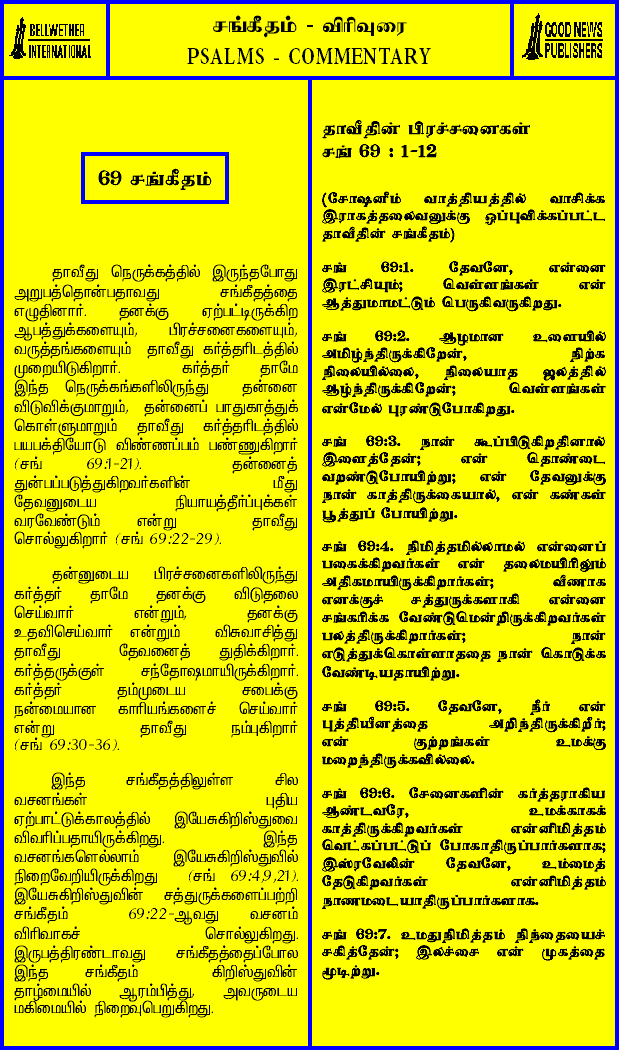 BELLWETHER
INTERNATIONAL
சங்கீதம் - விரிவுரை
PSALMS - COMMENTARY
GOOD NEWS
PUBLISHERS
69 சங்கீதம்
தாவீது நெருக்கத்தில் இருந்தபோது
அறுபத்தொன்பதாவது சங்கீதத்தை
எழுதினார். தனக்கு ஏற்பட்டிருக்கிற
ஆபத்துக்களையும், பிரச்சனைகளையும்,
வருத்தங்களையும் தாவீது கர்த்தரிடத்தில்
முறையிடுகிறார். கர்த்தர் தாமே
இந்த நெருக்கங்களிலிருந்து தன்னை
விடுவிக்குமாறும், தன்னைப் பாதுகாத்துக்
கொள்ளுமாறும் தாவீது கர்த்தரிடத்தில்
பயபக்தியோடு விண்ணப்பம் பண்ணுகிறார்
(சங் 69:1-21). தன்னைத்
துன்பப்படுத்துகிறவர்களின் மீது
தேவனுடைய நியாயத்தீர்ப்புக்கள்
வரவேண்டும் என்று தாவீது
சொல்லுகிறார் (சங் 69:22-29).
தன்னுடைய பிரச்சனைகளிலிருந்து
கர்த்தர் தாமே தனக்கு விடுதலை
செய்வார் என்றும், தனக்கு
உதவிசெய்வார் என்றும் விசுவாசித்து
தாவீது தேவனைத் துதிக்கிறார்.
கர்த்தருக்குள் சந்தோஷமாயிருக்கிறார்.
கர்த்தர் தம்முடைய சபைக்கு
நன்மையான காரியங்களைச் செய்வார்
என்று தாவீது நம்புகிறார்
(சங் 69:30-36).
இந்த சங்கீதத்திலுள்ள சில
வசனங்கள் புதிய
ஏற்பாட்டுக்காலத்தில் இயேசுகிறிஸ்துவை
விவரிப்பதாயிருக்கிறது. இந்த
வசனங்களெல்லாம் இயேசுகிறிஸ்துவில்
நிறைவேறியிருக்கிறது (சங் 69:4,9,21).
இயேசுகிறிஸ்துவின் சத்துருக்களைப்பற்றி
சங்கீதம் 69:22-ஆவது வசனம்
விரிவாகச் சொல்லுகிறது.
இருபத்திரண்டாவது சங்கீதத்தைப்போல
இந்த சங்கீதம் கிறிஸ்துவின்
தாழ்மையில் ஆரம்பித்து, அவருடைய
மகிமையில் நிறைவுபெறுகிறது.
தாவீதின் பிரச்சனைகள்
சங் 69 : 1-12
(சோஷனீம் வாத்தியத்தில் வாசிக்க
இராகத்தலைவனுக்கு ஒப்புவிக்கப்பட்ட
தாவீதின் சங்கீதம்)
சங் 69:1. தேவனே, என்னை
இரட்சியும்; வெள்ளங்கள் என்
ஆத்துமாமட்டும் பெருகிவருகிறது.
சங் 69:2. ஆழமான உளையில்
அமிழ்ந்திருக்கிறேன், நிற்க
நிலையில்லை, நிலையாத ஜலத்தில்
ஆழ்ந்திருக்கிறேன்; வெள்ளங்கள்
என்மேல் புரண்டுபோகிறது.
சங் 69:3. நான் கூப்பிடுகிறதினால்
இளைத்தேன்; என் தொண்டை
வறண்டுபோயிற்று; என் தேவனுக்கு
நான் காத்திருக்கையால், என் கண்கள்
பூத்துப் போயிற்று.
சங் 69:4. நிமித்தமில்லாமல் என்னைப்
பகைக்கிறவர்கள் என் தலைமயிரிலும்
அதிகமாயிருக்கிறார்கள்; வீணாக
எனக்குச் சத்துருக்களாகி என்னை
சங்கரிக்க வேண்டுமென்றிருக்கிறவர்கள்
பலத்திருக்கிறார்கள்; நான்
எடுத்துக்கொள்ளாததை நான் கொடுக்க
வேண்டியதாயிற்று.
சங் 69:5. தேவனே, நீர் என்
புத்தியீனத்தை அறிந்திருக்கிறீர்;
என் குற்றங்கள் உமக்கு
மறைந்திருக்கவில்லை.
சங் 69:6. சேனைகளின் கர்த்தராகிய
ஆண்டவரே, உமக்காகக்
காத்திருக்கிறவர்கள் என்னிமித்தம்
வெட்கப்பட்டுப் போகாதிருப்பார்களாக;
இஸ்ரவேலின் தேவனே, உம்மைத்
தேடுகிறவர்கள் என்னிமித்தம்
நாணமடையாதிருப்பார்களாக.
சங் 69:7. உமதுநிமித்தம் நிந்தையைச்
சகித்தேன்; இலச்சை என் முகத்தை
மூடிற்று.